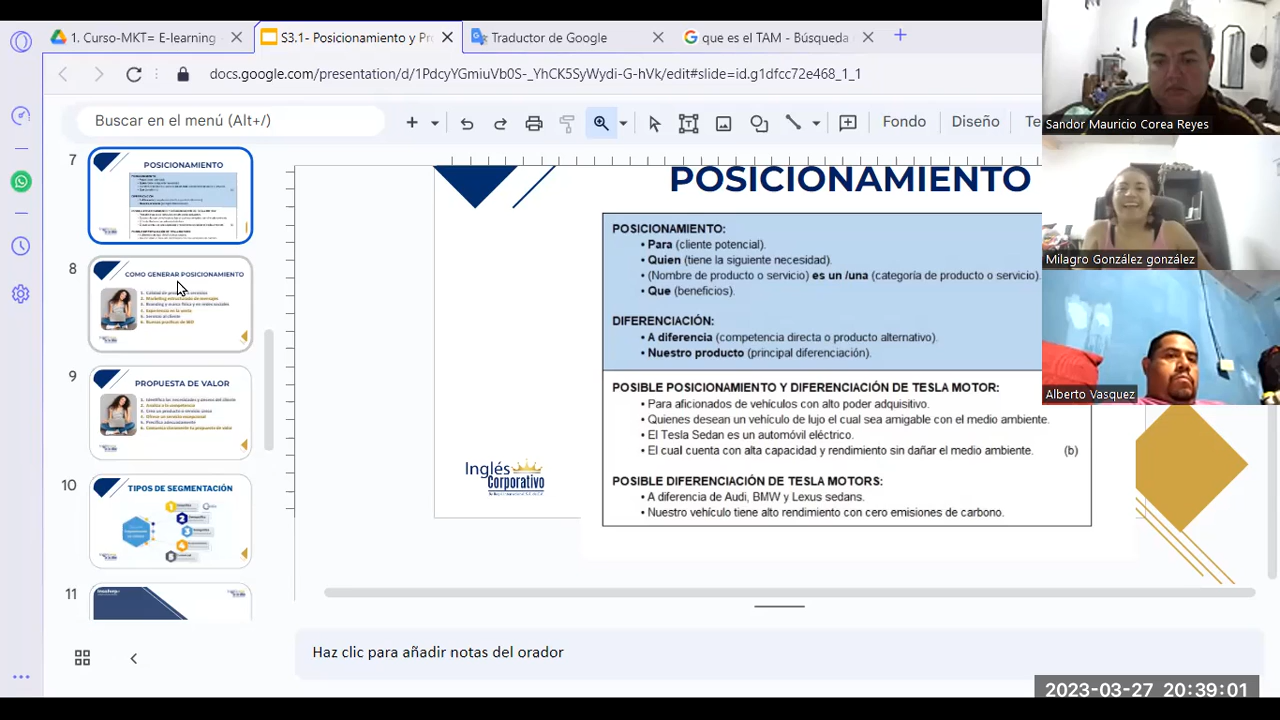 1. Curso-MKT= E-learning
S3.1- Posicionamiento y Pr
Traductor de Google
que es el TAM - Búsqueda
docs.google.com/presentation/d/1PdcyYGmiuVb0S-_YhCK5SyWydi-G-hVk/edit#slide=id.g1dfcc72e468_1_1
Buscar en el menú (Alt+/)
Fondo
Diseño
Te
7
POSICIONAMIENTO
8
COMO GENERAR POSICIONAMIENTO
9
PROPUESTA DE VALOR
10
TIPOS DE SEGMENTACIÓN
11
POSICIONAMIENTO
POSICIONAMIENTO:
• Para (cliente potencial).
• Quien (tiene la siguiente necesidad).
• (Nombre de producto o servicio) es un /una (categoría de producto o servicio).
• Que (beneficios).
DIFERENCIACIÓN:
• A diferencia (competencia directa o producto alternativo).
• Nuestro producto (principal diferenciación).
POSIBLE POSICIONAMIENTO Y DIFERENCIACIÓN DE TESLA MOTOR:
• Para aficionados de vehículos con alto poder adquisitivo.
• Quienes desean un vehículo de lujo el cual sea amigable con el medio ambiente.
• El Tesla Sedan es un automóvil eléctrico.
• El cual cuenta con alta capacidad y rendimiento sin dañar el medio ambiente. (b)
POSIBLE DIFERENCIACIÓN DE TESLA MOTORS:
• A diferencia de Audi, BMW y Lexus sedans.
• Nuestro vehículo tiene alto rendimiento con cero emisiones de carbono.
Inglés
Corporativo
Haz clic para añadir notas del orador
Sandor Mauricio Corea Reyes
Milagro González gonzález
Alberto Vasquez
2023-03-27 20:39:01